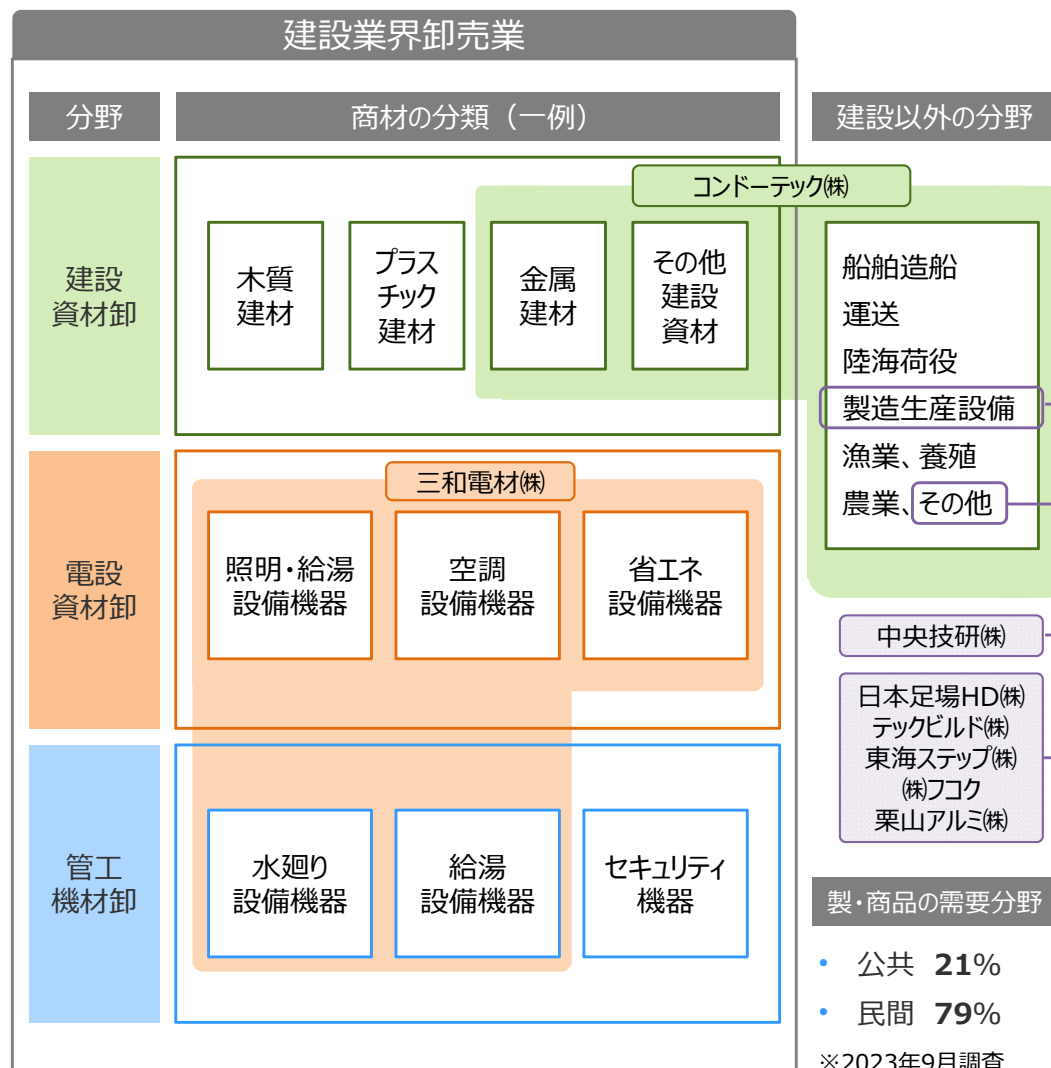 建設業界卸売業
分野
商材の分類（一例）
建設以外の分野
コンドーテック㈱
建設
資材卸
木質
建材
プラス
チック
建材
金属
建材
その他
建設
資材
船舶造船
運送
陸海荷役
製造生産設備
漁業、養殖
農業、その他
三和電材㈱
電設
資材卸
照明・給湯
設備機器
空調
設備機器
省エネ
設備機器
中央技研㈱
日本足場HD㈱
テックビルド㈱
東海ステップ㈱
㈱フコク
栗山アルミ㈱
管工
機材卸
水廻り
設備機器
給湯
設備機器
セキュリティ
機器
製・商品の需要分野
• 公共 21%
• 民間 79%
※2023年9月調査